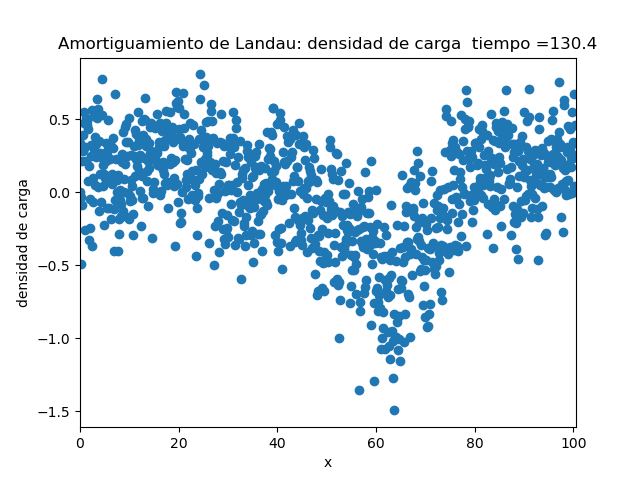 Amortiguamiento de Landau: densidad de carga  tiempo =130.4
densidad de carga
0.5
0.0
−0.5
−1.0
−1.5
0 20 40 60 80 100
x